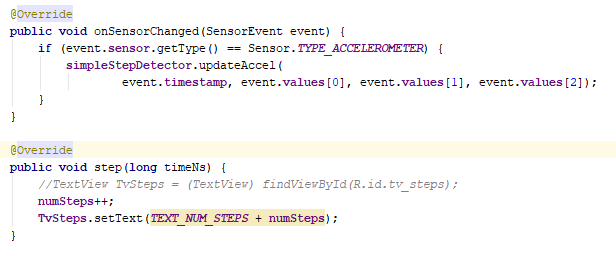 @Override
public void onSensorChanged(SensorEvent event) {
    if (event.sensor.getType() == Sensor.TYPE_ACCELEROMETER) {
        simpleStepDetector.updateAccel(
                event.timestamp, event.values[0], event.values[1], event.values[2]);
    }
}

@Override
public void step(long timeNs) {
    //TextView TvSteps = (TextView) findViewById(R.id.tv_steps);
    numSteps++;
    TvSteps.setText(TEXT_NUM_STEPS + numSteps);
}